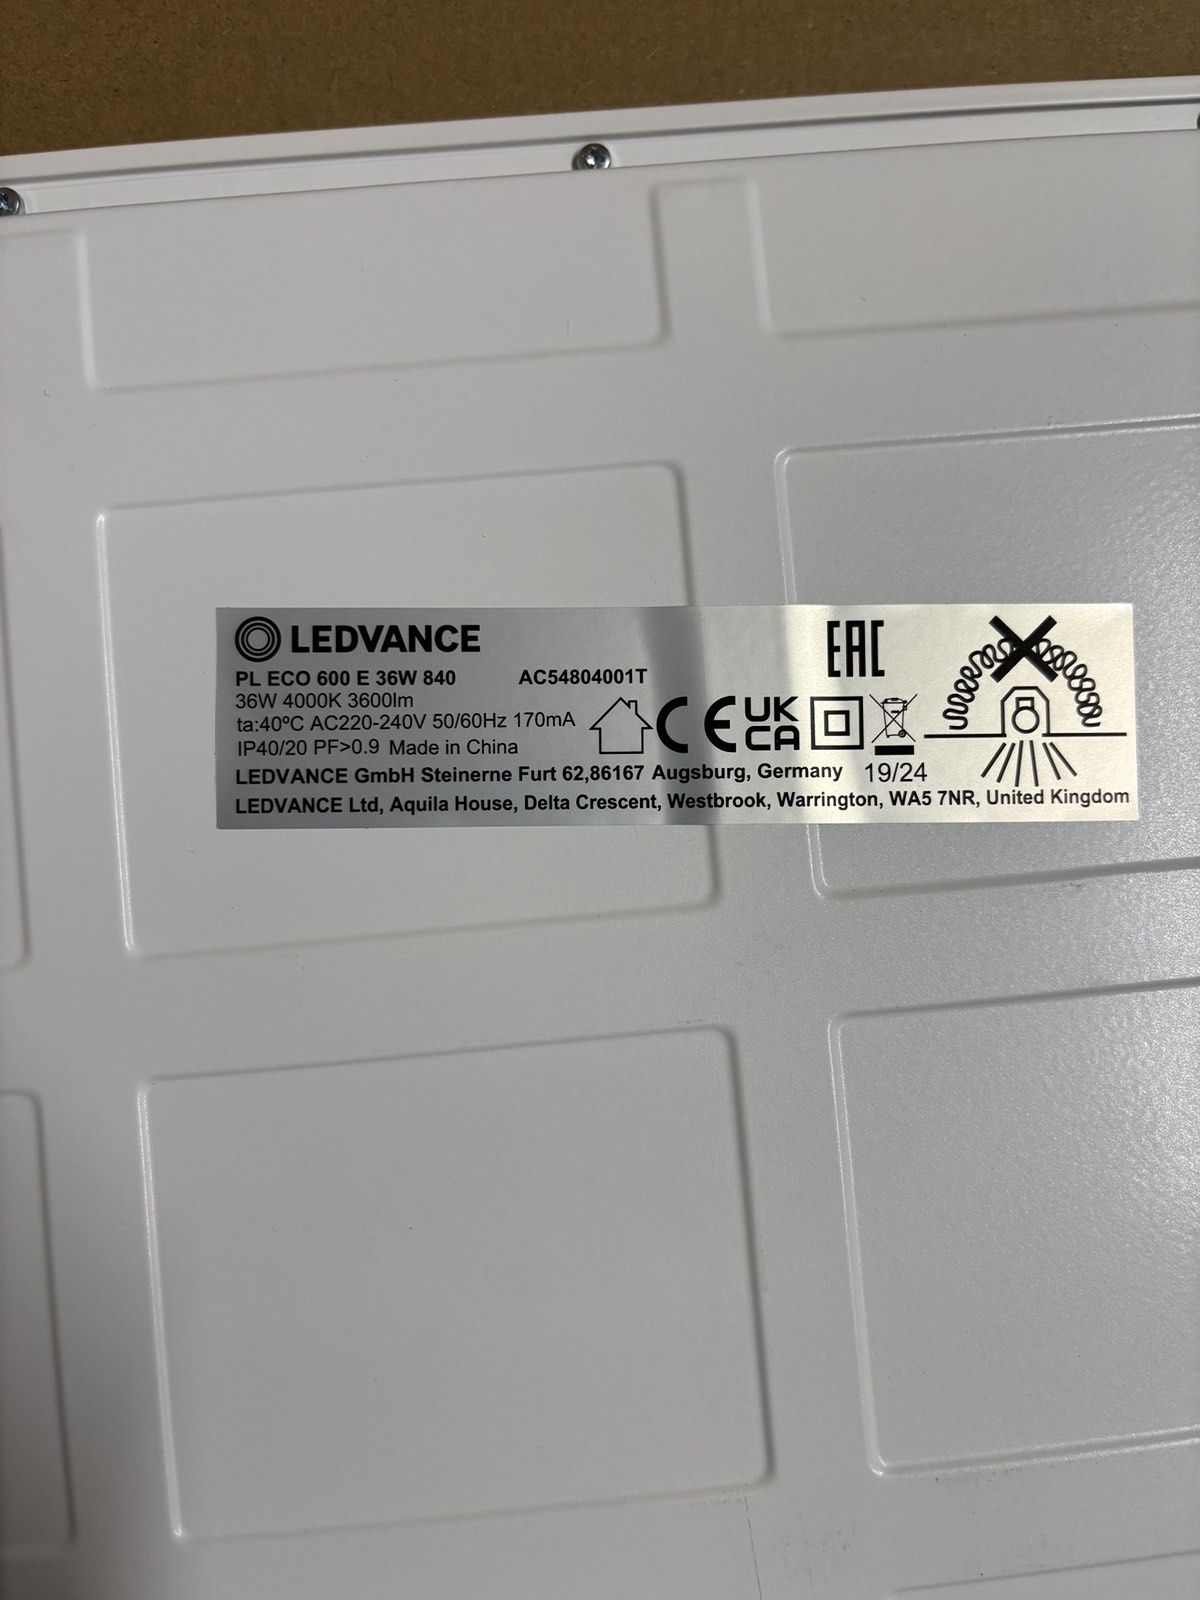 LEDVANCE
EAC
PL ECO 600 E 36W 840 AC54804001T
36W 4000K 3600lm
ta:40ºC AC220-240V 50/60Hz 170mA
IP40/20 PF>0.9 Made in China
CE UK CA
LEDVANCE GmbH Steinerne Furt 62,86167 Augsburg, Germany 19/24
LEDVANCE Ltd, Aquila House, Delta Crescent, Westbrook, Warrington, WA5 7NR, United Kingdom